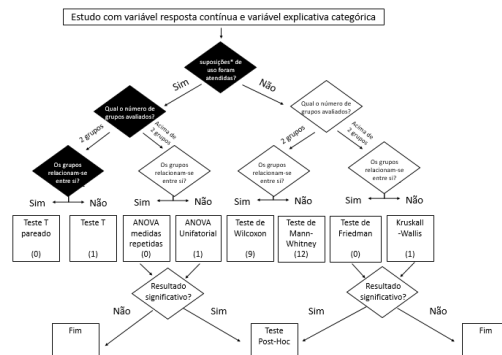 Estudo com variável resposta contínua e variável explicativa categórica
suposições* de
uso foram
atendidas?
Sim
Não
Qual o número de
grupos avaliados?
Qual o número de
grupos avaliados?
2 grupos
Acima de
2 grupos
2 grupos
Acima de
2 grupos
Os grupos
relacionam-se
entre si?
Os grupos
relacionam-se
entre si?
Os grupos
relacionam-se
entre si?
Os grupos
relacionam-se
entre si?
Sim
Não
Sim
Não
Sim
Não
Sim
Não
Teste T
pareado
(0)
Teste T
(1)
ANOVA
medidas
repetidas
(0)
ANOVA
Unifatorial
(1)
Teste de
Wilcoxon
(9)
Teste de
Mann-
Whitney
(12)
Teste de
Friedman
(0)
Kruskall
-Wallis
(1)
Resultado
significativo?
Resultado
significativo?
Não
Sim
Sim
Não
Fim
Teste
Post-Hoc
Fim